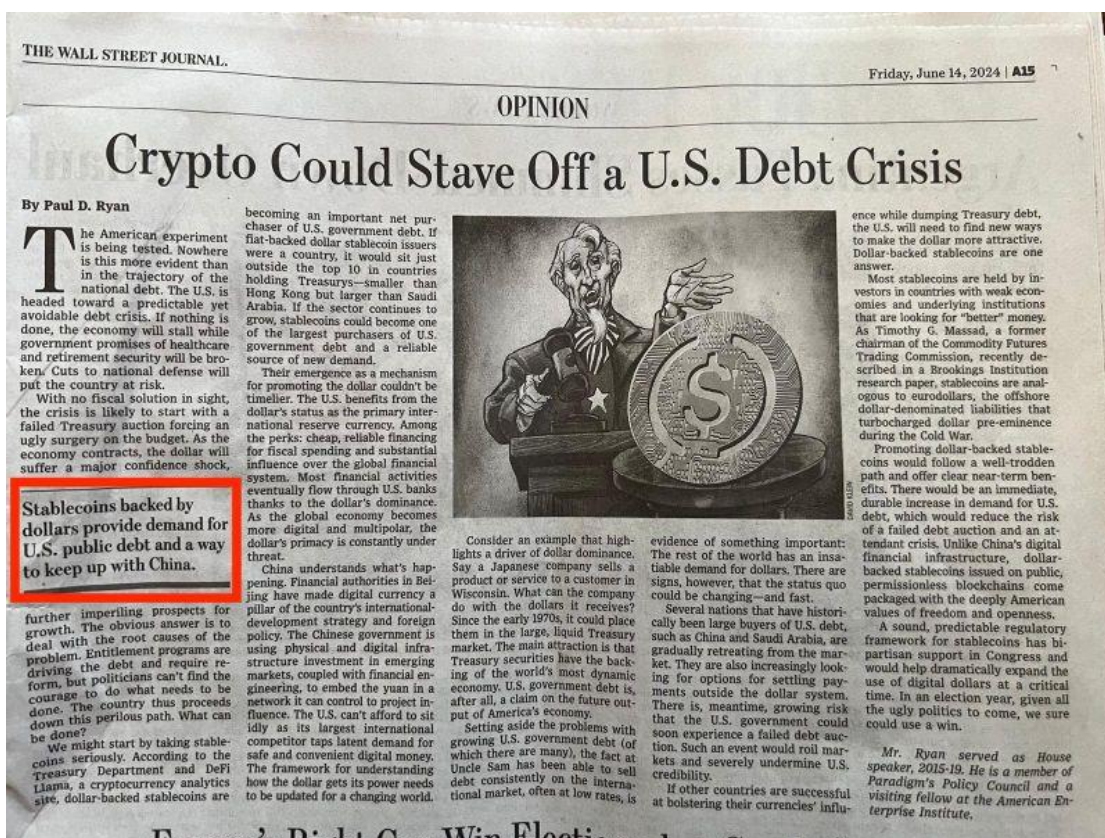 THE WALL STREET JOURNAL.
Friday, June 14, 2024 | A15
OPINION
Crypto Could Stave Off a U.S. Debt Crisis
By Paul D. Ryan
The American experiment
is being tested. Nowhere
is this more evident than
in the trajectory of the
national debt. The U.S. is
headed toward a predictable yet
avoidable debt crisis. If nothing is
done, the economy will stall while
government promises of healthcare
and retirement security will be bro-
ken. Cuts to national defense will
put the country at risk.
With no fiscal solution in sight,
the crisis is likely to start with a
failed Treasury auction forcing an
ugly surgery on the budget. As the
economy contracts, the dollar will
suffer a major confidence shock,
Stablecoins backed by
dollars provide demand for
U.S. public debt and a way
to keep up with China.
further imperiling prospects for
growth. The obvious answer is to
deal with the root causes of the
problem. Entitlement programs are
driving the debt and require re-
form, but politicians can't find the
courage to do what needs to be
done. The country thus proceeds
down this perilous path. What can
be done?
We might start by taking stable-
coins seriously. According to the
Treasury Department and DeFi
Llama, a cryptocurrency analytics
site, dollar-backed stablecoins are
becoming an important net pur-
chaser of U.S. government debt. If
fiat-backed dollar stablecoin issuers
were a country, it would sit just
outside the top 10 in countries
holding Treasurys—smaller than
Hong Kong but larger than Saudi
Arabia. If the sector continues to
grow, stablecoins could become one
of the largest purchasers of U.S.
government debt and a reliable
source of new demand.
Their emergence as a mechanism
for promoting the dollar couldn't be
timelier. The U.S. benefits from the
dollar's status as the primary inter-
national reserve currency. Among
the perks: cheap, reliable financing
for fiscal spending and substantial
influence over the global financial
system. Most financial activities
eventually flow through U.S. banks
thanks to the dollar's dominance.
As the global economy becomes
more digital and multipolar, the
dollar's primacy is constantly under
threat.
China understands what's hap-
pening. Financial authorities in Bei-
jing have made digital currency a
pillar of the country's international-
development strategy and foreign
policy. The Chinese government is
using physical and digital infra-
structure investment in emerging
markets, coupled with financial en-
gineering, to embed the yuan in a
network it can control to project in-
fluence. The U.S. can't afford to sit
idly as its largest international
competitor taps latent demand for
safe and convenient digital money.
The framework for understanding
how the dollar gets its power needs
to be updated for a changing world.
DAVID KLEIN
Consider an example that high-
lights a driver of dollar dominance.
Say a Japanese company sells a
product or service to a customer in
Wisconsin. What can the company
do with the dollars it receives?
Since the early 1970s, it could place
them in the large, liquid Treasury
market. The main attraction is that
Treasury securities have the back-
ing of the world's most dynamic
economy. U.S. government debt is,
after all, a claim on the future out-
put of America's economy.
Setting aside the problems with
growing U.S. government debt (of
which there are many), the fact at
Uncle Sam has been able to sell
debt consistently on the interna-
tional market, often at low rates, is
evidence of something important:
The rest of the world has an insa-
tiable demand for dollars. There are
signs, however, that the status quo
could be changing—and fast.
Several nations that have histori-
cally been large buyers of U.S. debt,
such as China and Saudi Arabia, are
gradually retreating from the mar-
ket. They are also increasingly look-
ing for options for settling pay-
ments outside the dollar system.
There is, meantime, growing risk
that the U.S. government could
soon experience a failed debt auc-
tion. Such an event would roil mar-
kets and severely undermine U.S.
credibility.
If other countries are successful
at bolstering their currencies' influ-
ence while dumping Treasury debt,
the U.S. will need to find new ways
to make the dollar more attractive.
Dollar-backed stablecoins are one
answer.
Most stablecoins are held by in-
vestors in countries with weak econ-
omies and underlying institutions
that are looking for "better" money.
As Timothy G. Massad, a former
chairman of the Commodity Futures
Trading Commission, recently de-
scribed in a Brookings Institution
research paper, stablecoins are anal-
ogous to eurodollars, the offshore
dollar-denominated liabilities that
turbocharged dollar pre-eminence
during the Cold War.
Promoting dollar-backed stable-
coins would follow a well-trodden
path and offer clear near-term ben-
efits. There would be an immediate,
durable increase in demand for U.S.
debt, which would reduce the risk
of a failed debt auction and an at-
tendant crisis. Unlike China's digital
financial infrastructure, dollar-
backed stablecoins issued on public,
permissionless blockchains come
packaged with the deeply American
values of freedom and openness.
A sound, predictable regulatory
framework for stablecoins has bi-
partisan support in Congress and
would help dramatically expand the
use of digital dollars at a critical
time. In an election year, given all
the ugly politics to come, we sure
could use a win.
Mr. Ryan served as House
speaker, 2015-19. He is a member of
Paradigm's Policy Council and a
visiting fellow at the American En-
terprise Institute.